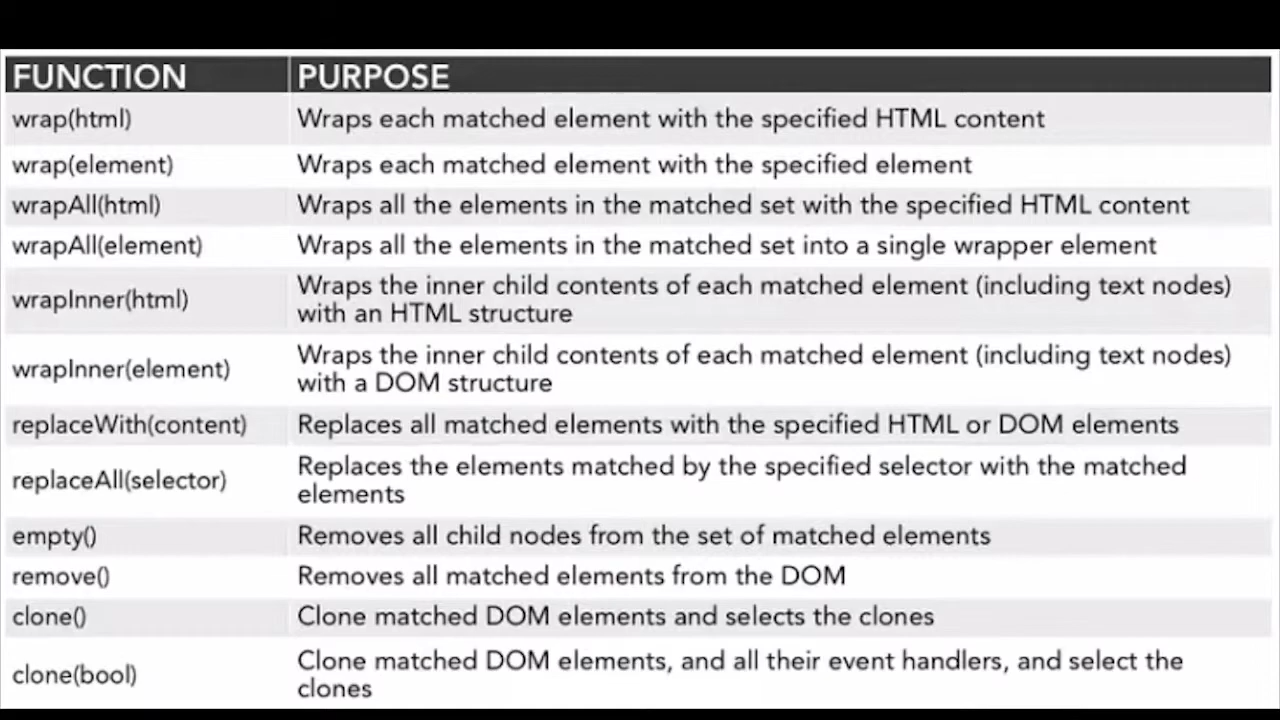 FUNCTION PURPOSE
wrap(html) Wraps each matched element with the specified HTML content
wrap(element) Wraps each matched element with the specified element
wrapAll(html) Wraps all the elements in the matched set with the specified HTML content
wrapAll(element) Wraps all the elements in the matched set into a single wrapper element
wrapInner(html) Wraps the inner child contents of each matched element (including text nodes)
with an HTML structure
wrapInner(element) Wraps the inner child contents of each matched element (including text nodes)
with a DOM structure
replaceWith(content) Replaces all matched elements with the specified HTML or DOM elements
replaceAll(selector) Replaces the elements matched by the specified selector with the matched
elements
empty() Removes all child nodes from the set of matched elements
remove() Removes all matched elements from the DOM
clone() Clone matched DOM elements and selects the clones
clone(bool) Clone matched DOM elements, and all their event handlers, and select the
clones